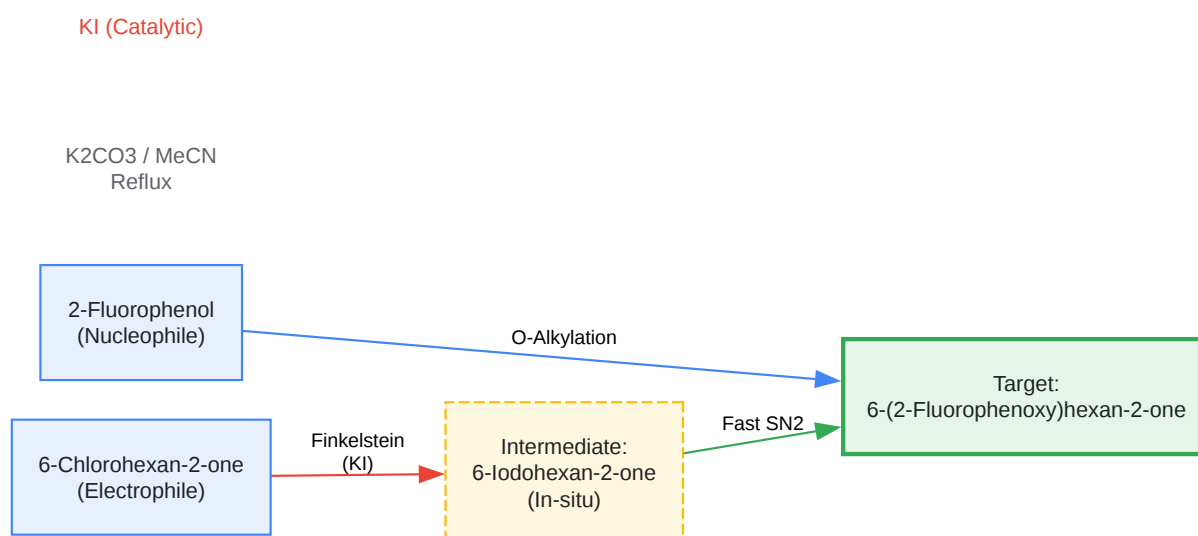 KI (Catalytic)
K2CO3 / MeCN
Reflux
2-Fluorophenol
(Nucleophile)
O-Alkylation
Target:
6-(2-Fluorophenoxy)hexan-2-one
6-Chlorohexan-2-one
(Electrophile)
Finkelstein
(KI)
Intermediate:
6-Iodohexan-2-one
(In-situ)
Fast SN2